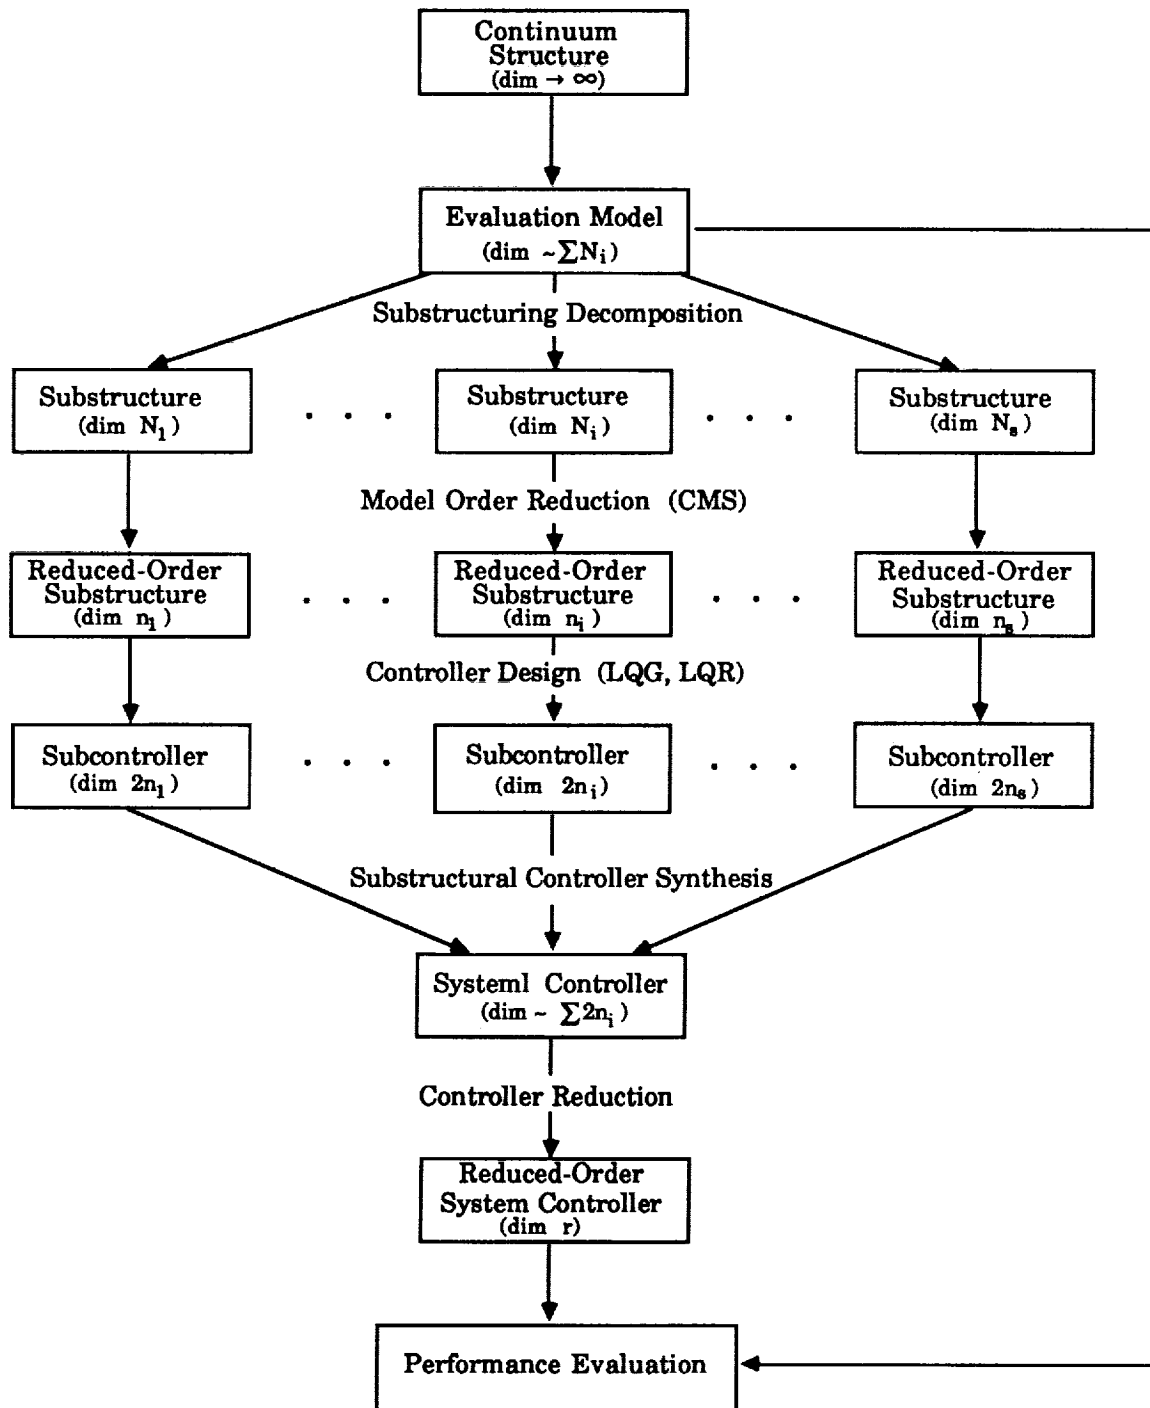 Continuum
Structure
(dim → ∞)
Evaluation Model
(dim ~ΣNᵢ)
Substructuring Decomposition
Substructure
(dim N₁)
. . .
Substructure
(dim Nᵢ)
. . .
Substructure
(dim Nₛ)
Model Order Reduction (CMS)
Reduced-Order
Substructure
(dim n₁)
. . .
Reduced-Order
Substructure
(dim nᵢ)
. . .
Reduced-Order
Substructure
(dim nₛ)
Controller Design (LQG, LQR)
Subcontroller
(dim 2n₁)
. . .
Subcontroller
(dim 2nᵢ)
. . .
Subcontroller
(dim 2nₛ)
Substructural Controller Synthesis
Systeml Controller
(dim ~ Σ2nᵢ)
Controller Reduction
Reduced-Order
System Controller
(dim r)
Performance Evaluation